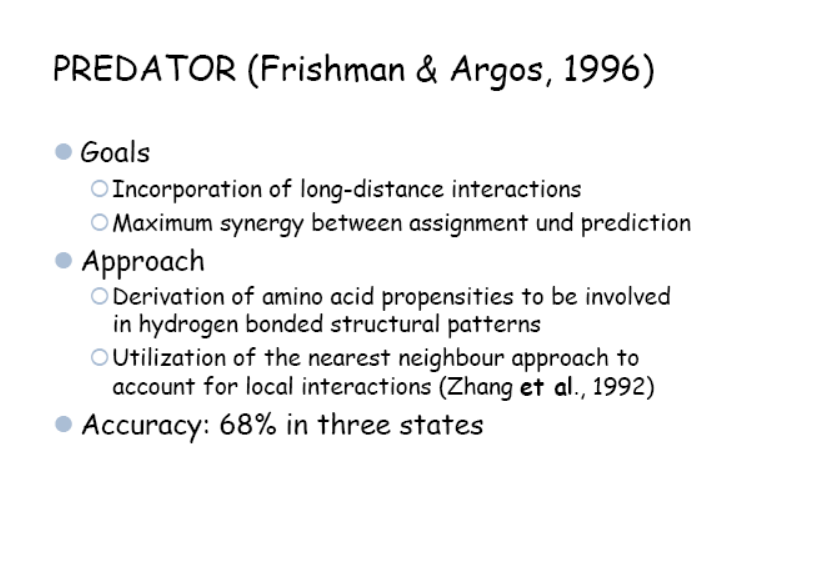 PREDATOR (Frishman & Argos, 1996)
Goals
Incorporation of long-distance interactions
Maximum synergy between assignment und prediction
Approach
Derivation of amino acid propensities to be involved
in hydrogen bonded structural patterns
Utilization of the nearest neighbour approach to
account for local interactions (Zhang et al., 1992)
Accuracy: 68% in three states